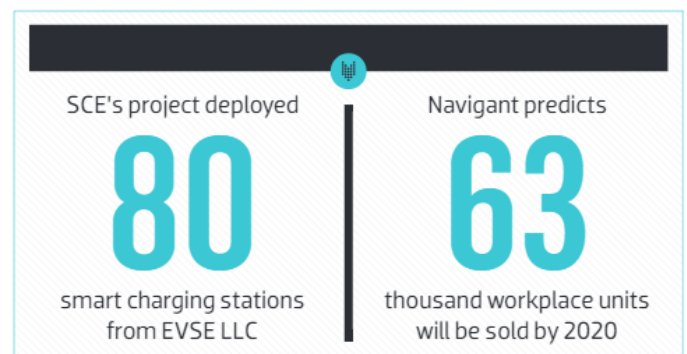 SCE's project deployed
80
smart charging stations
from EVSE LLC
Navigant predicts
63
thousand workplace units
will be sold by 2020